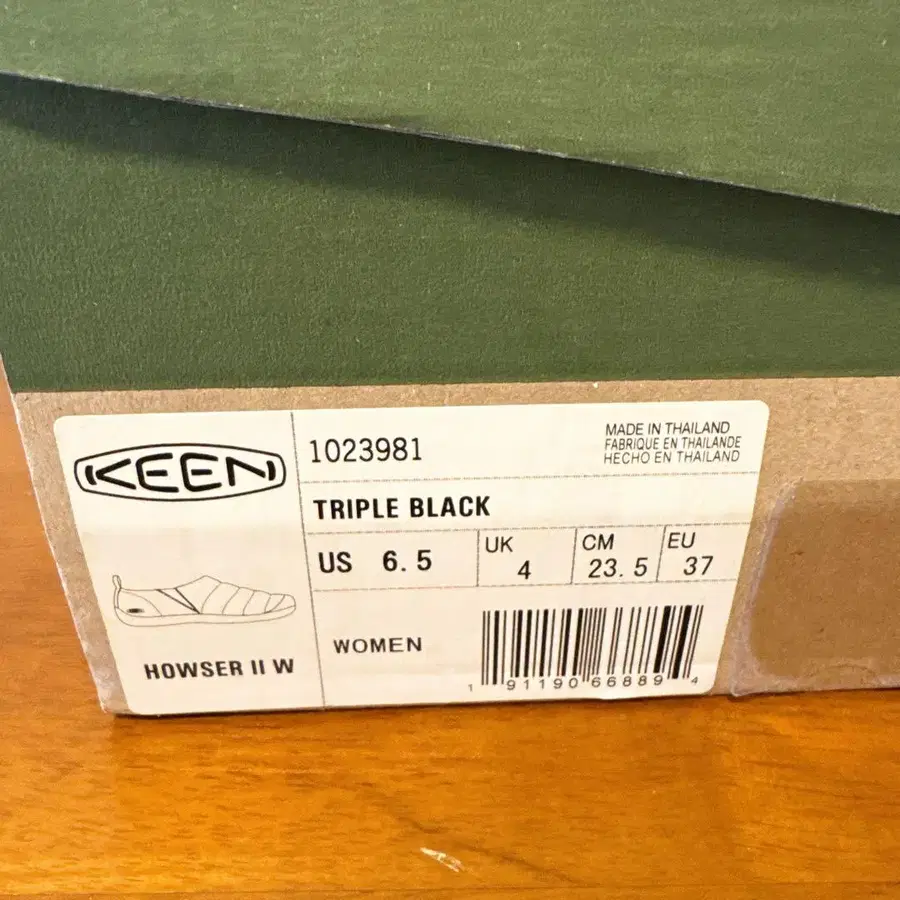 KEEN
1023981
MADE IN THAILAND
FABRIQUE EN THAILANDE
HECHO EN THAILAND
TRIPLE BLACK
US 6.5
UK 4
CM 23.5
EU 37
HOWSER II W
WOMEN
1 91190 66889 4